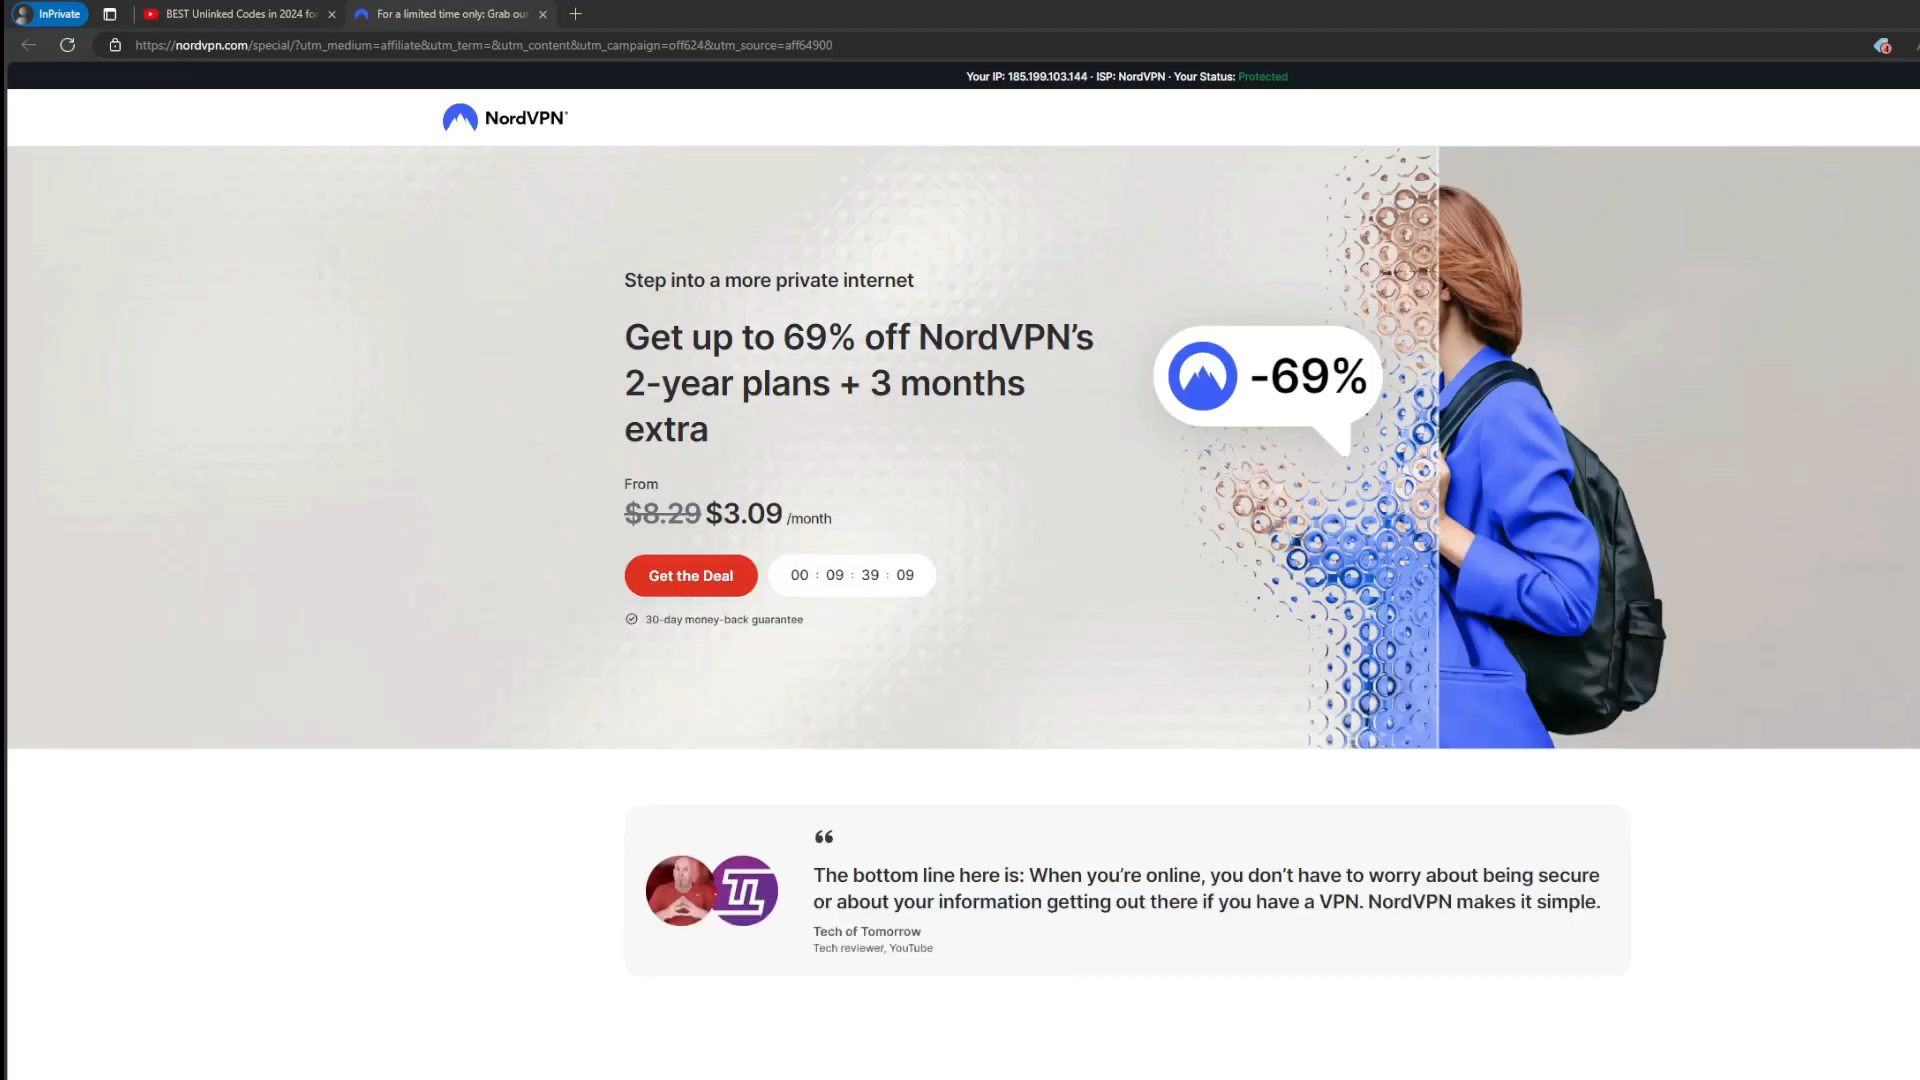 InPrivate
BEST Unlinked Codes in 2024 fo
For a limited time only: Grab ou
https://nordvpn.com/special/?utm_medium=affiliate&utm_term=&utm_content&utm_campaign=off624&utm_source=aff64900
4
Your IP: 185.199.103.144 · ISP: NordVPN · Your Status: Protected
NordVPN®
Step into a more private internet
Get up to 69% off NordVPN’s
2-year plans + 3 months
extra
-69%
From
$8.29 $3.09 /month
Get the Deal
00 : 09 : 39 : 09
30-day money-back guarantee
“
The bottom line here is: When you’re online, you don’t have to worry about being secure
or about your information getting out there if you have a VPN. NordVPN makes it simple.
Tech of Tomorrow
Tech reviewer, YouTube